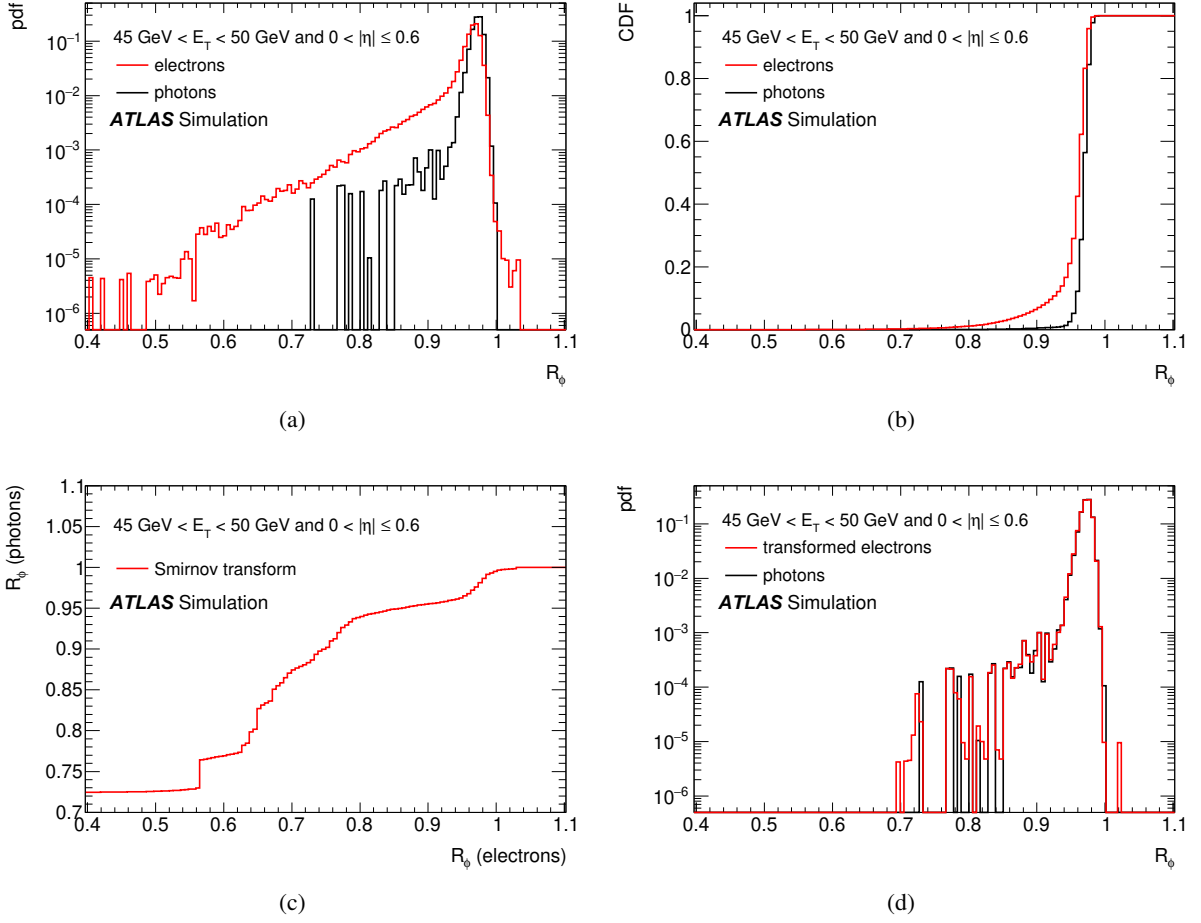 pdf
10⁻¹
10⁻²
10⁻³
10⁻⁴
10⁻⁵
10⁻⁶
45 GeV < E_T < 50 GeV and 0 < |η| ≤ 0.6
electrons
photons
ATLAS Simulation
0.4 0.5 0.6 0.7 0.8 0.9 1 1.1
R_ϕ
(a)
CDF
1
0.8
0.6
0.4
0.2
0
45 GeV < E_T < 50 GeV and 0 < |η| ≤ 0.6
electrons
photons
ATLAS Simulation
0.4 0.5 0.6 0.7 0.8 0.9 1 1.1
R_ϕ
(b)
R_ϕ (photons)
1.1
1.05
1
0.95
0.9
0.85
0.8
0.75
0.7
45 GeV < E_T < 50 GeV and 0 < |η| ≤ 0.6
Smirnov transform
ATLAS Simulation
0.4 0.5 0.6 0.7 0.8 0.9 1 1.1
R_ϕ (electrons)
(c)
pdf
10⁻¹
10⁻²
10⁻³
10⁻⁴
10⁻⁵
10⁻⁶
45 GeV < E_T < 50 GeV and 0 < |η| ≤ 0.6
transformed electrons
photons
ATLAS Simulation
0.4 0.5 0.6 0.7 0.8 0.9 1 1.1
R_ϕ
(d)